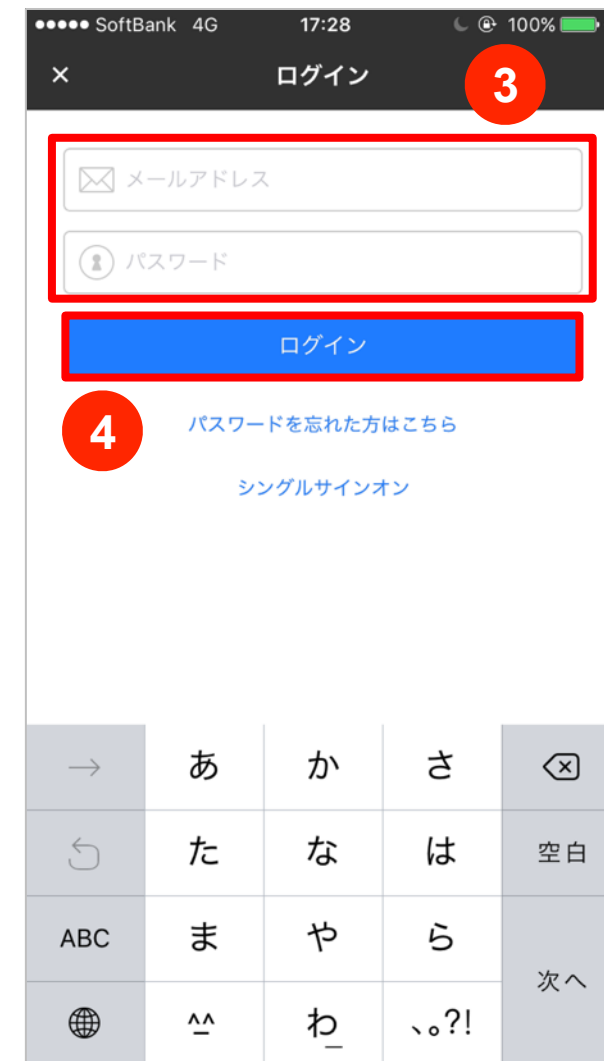 SoftBank 4G 17:28 100%
× ログイン
3
メールアドレス
パスワード
ログイン
4
パスワードを忘れた方はこちら
シングルサインオン
→ あ か さ
た な は 空白
ABC ま や ら
次へ
^^ わ 、。?!